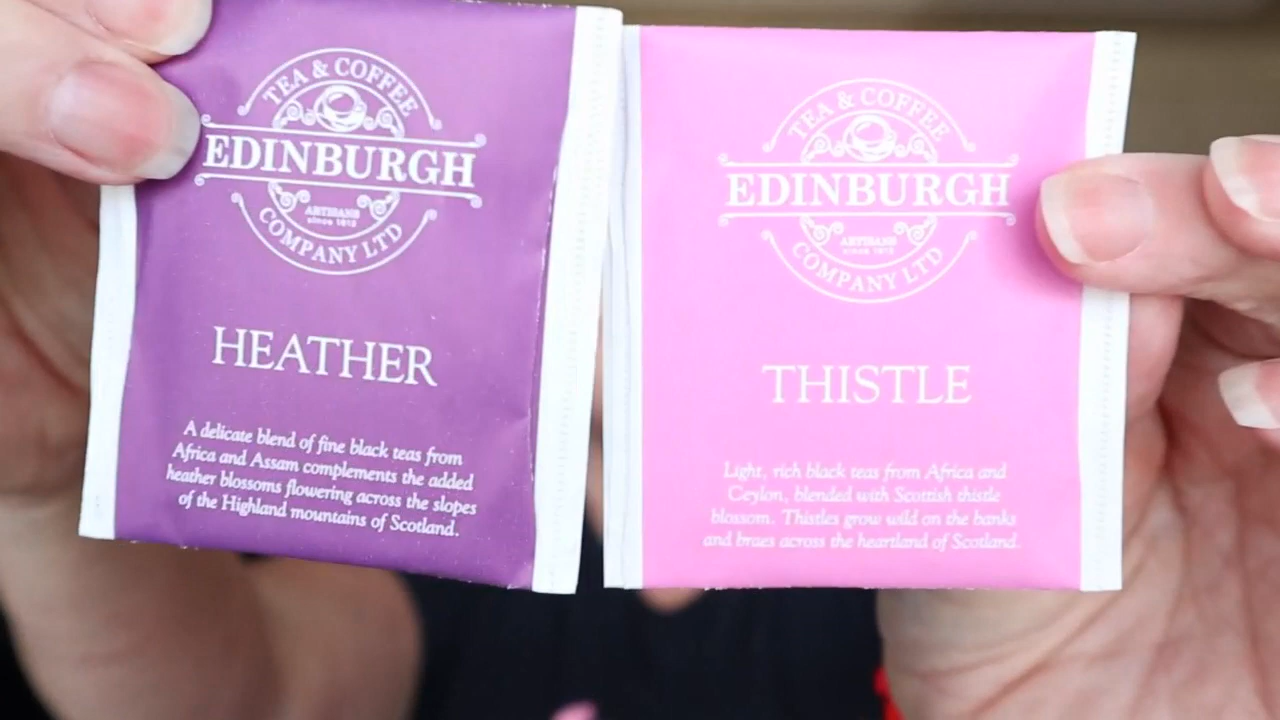 TEA & COFFEE
EDINBURGH
ARTISANS
since 1812
COMPANY LTD
HEATHER
A delicate blend of fine black teas from
Africa and Assam complements the added
heather blossoms flowering across the slopes
of the Highland mountains of Scotland.
TEA & COFFEE
EDINBURGH
ARTISANS
since 1812
COMPANY LTD
THISTLE
Light, rich black teas from Africa and
Ceylon, blended with Scottish thistle
blossom. Thistles grow wild on the banks
and braes across the heartland of Scotland.